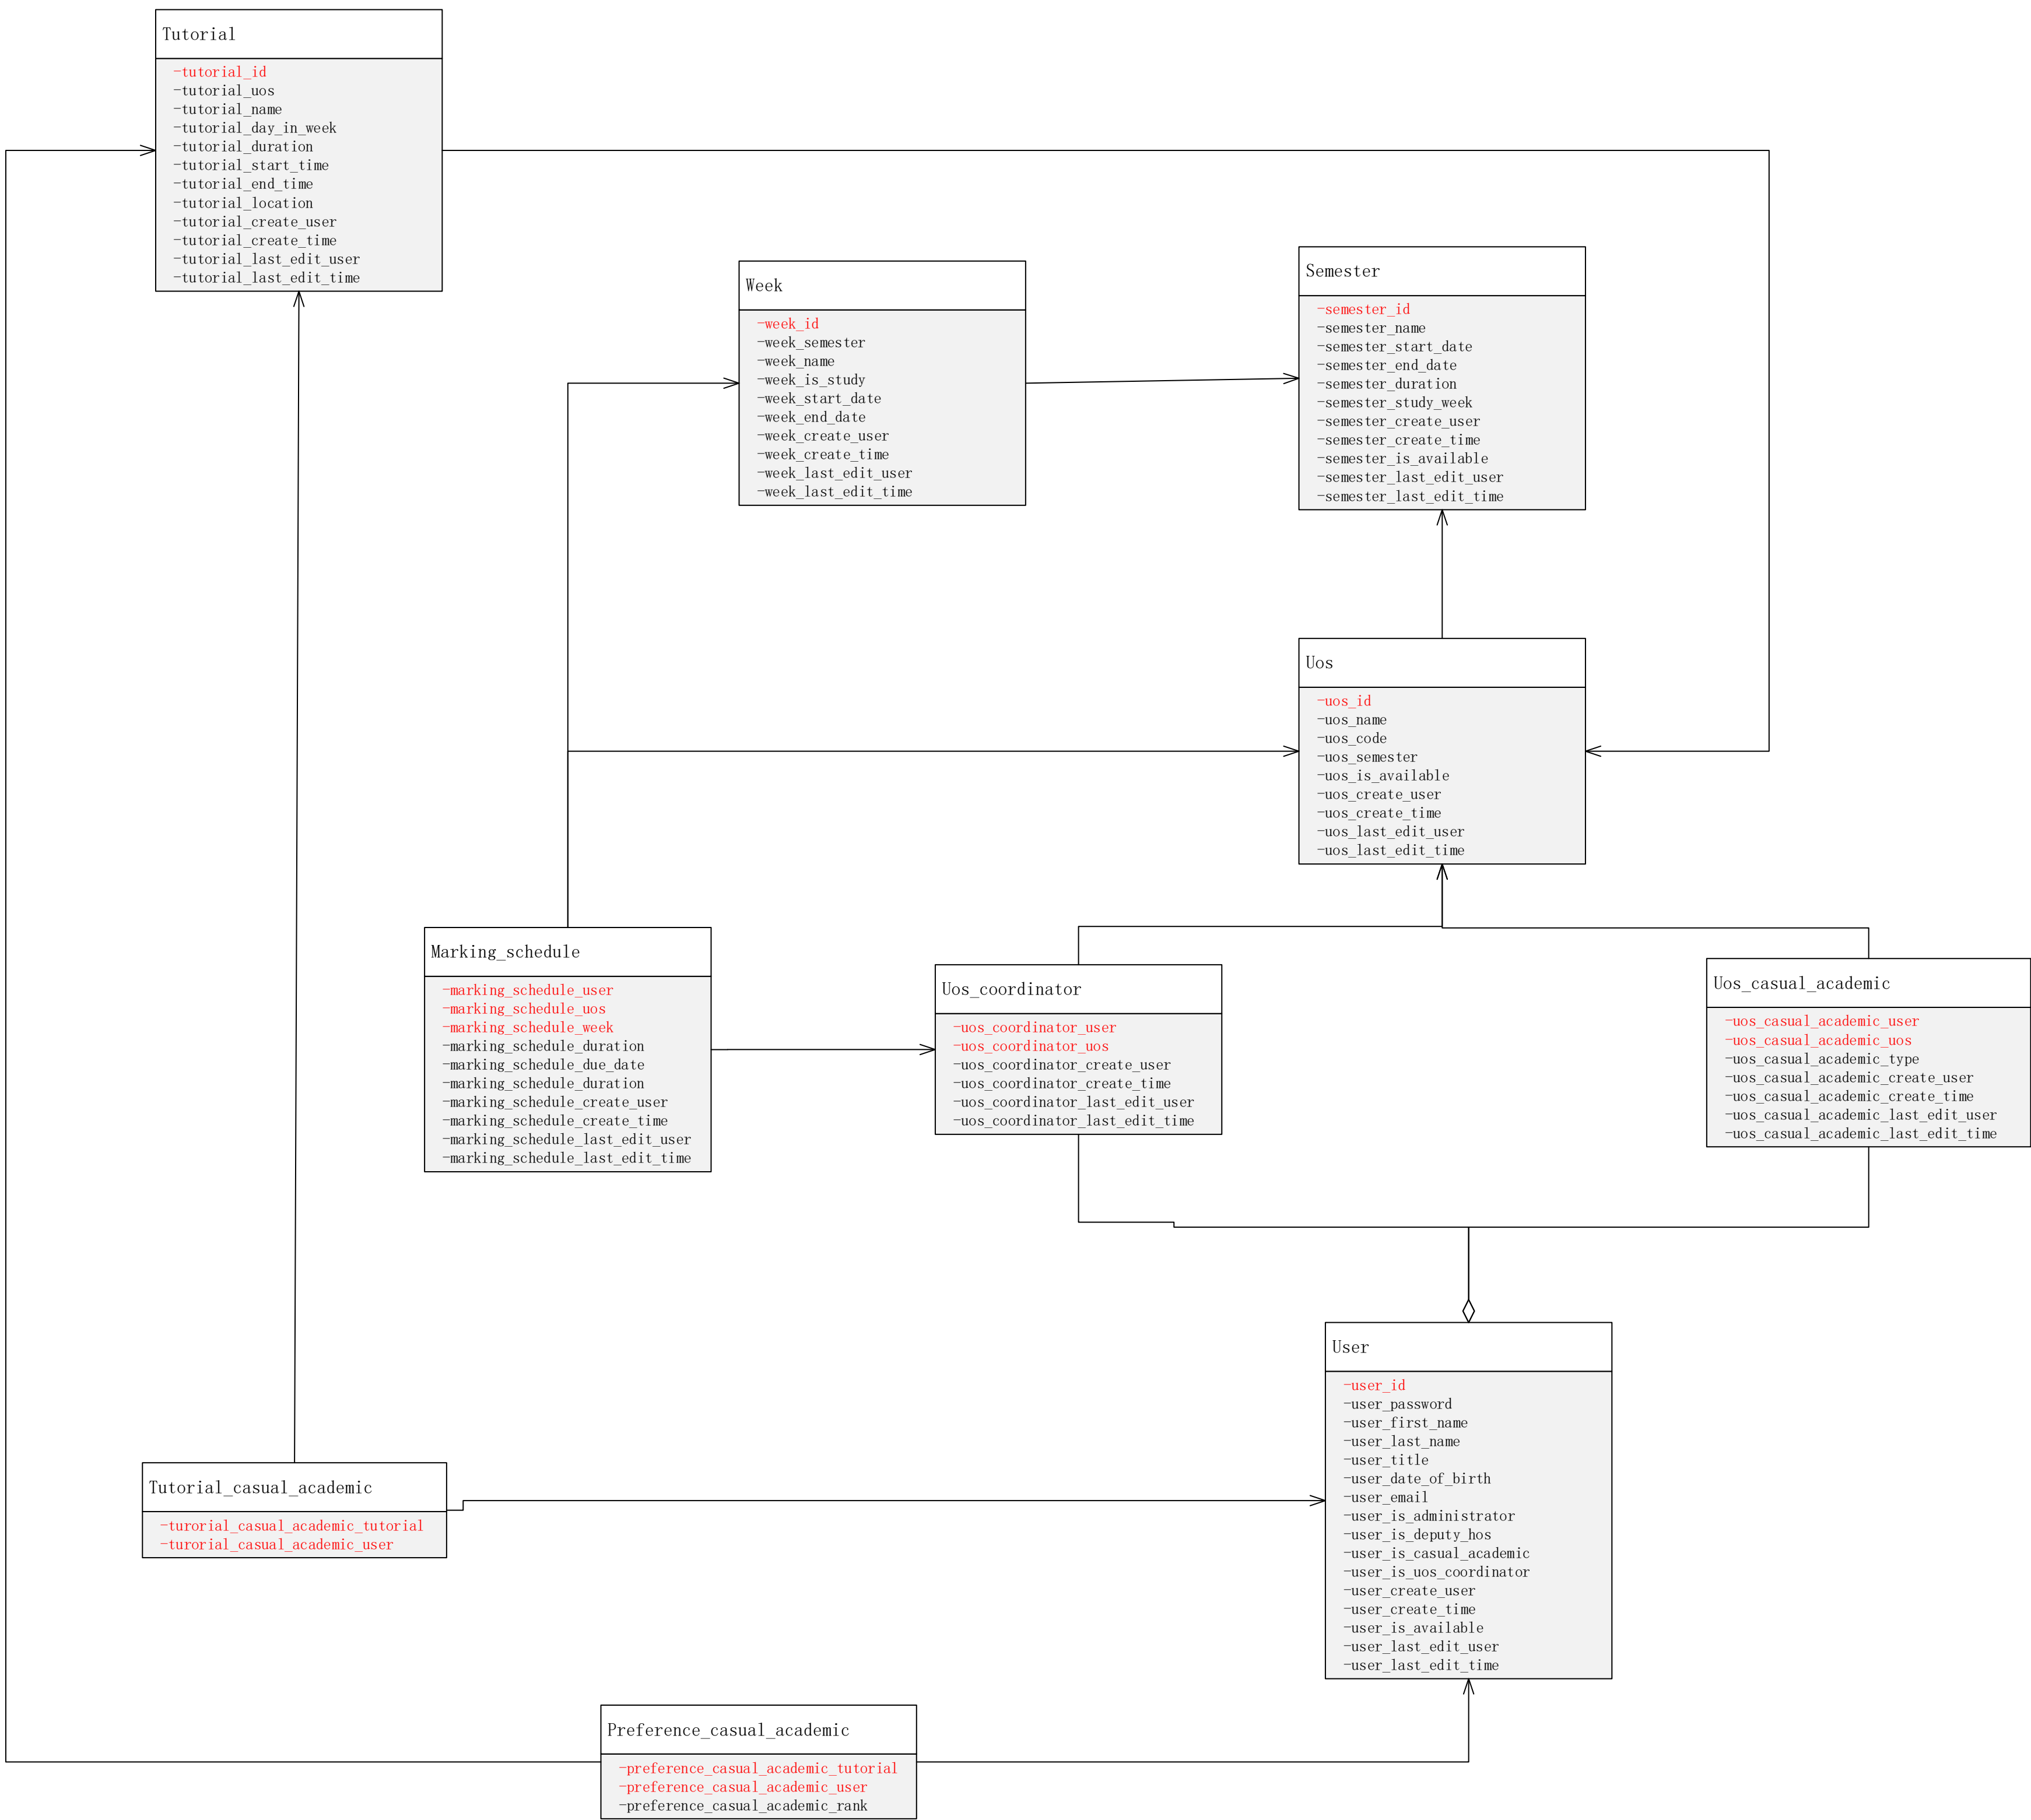 Tutorial
-tutorial_id
-tutorial_uos
-tutorial_name
-tutorial_day_in_week
-tutorial_duration
-tutorial_start_time
-tutorial_end_time
-tutorial_location
-tutorial_create_user
-tutorial_create_time
-tutorial_last_edit_user
-tutorial_last_edit_time
Week
-week_id
-week_semester
-week_name
-week_is_study
-week_start_date
-week_end_date
-week_create_user
-week_create_time
-week_last_edit_user
-week_last_edit_time
Semester
-semester_id
-semester_name
-semester_start_date
-semester_end_date
-semester_duration
-semester_study_week
-semester_create_user
-semester_create_time
-semester_is_available
-semester_last_edit_user
-semester_last_edit_time
Uos
-uos_id
-uos_name
-uos_code
-uos_semester
-uos_is_available
-uos_create_user
-uos_create_time
-uos_last_edit_user
-uos_last_edit_time
Marking_schedule
-marking_schedule_user
-marking_schedule_uos
-marking_schedule_week
-marking_schedule_duration
-marking_schedule_due_date
-marking_schedule_duration
-marking_schedule_create_user
-marking_schedule_create_time
-marking_schedule_last_edit_user
-marking_schedule_last_edit_time
Uos_coordinator
-uos_coordinator_user
-uos_coordinator_uos
-uos_coordinator_create_user
-uos_coordinator_create_time
-uos_coordinator_last_edit_user
-uos_coordinator_last_edit_time
Uos_casual_academic
-uos_casual_academic_user
-uos_casual_academic_uos
-uos_casual_academic_type
-uos_casual_academic_create_user
-uos_casual_academic_create_time
-uos_casual_academic_last_edit_user
-uos_casual_academic_last_edit_time
User
-user_id
-user_password
-user_first_name
-user_last_name
-user_title
-user_date_of_birth
-user_email
-user_is_administrator
-user_is_deputy_hos
-user_is_casual_academic
-user_is_uos_coordinator
-user_create_user
-user_create_time
-user_is_available
-user_last_edit_user
-user_last_edit_time
Tutorial_casual_academic
-turorial_casual_academic_tutorial
-turorial_casual_academic_user
Preference_casual_academic
-preference_casual_academic_tutorial
-preference_casual_academic_user
-preference_casual_academic_rank